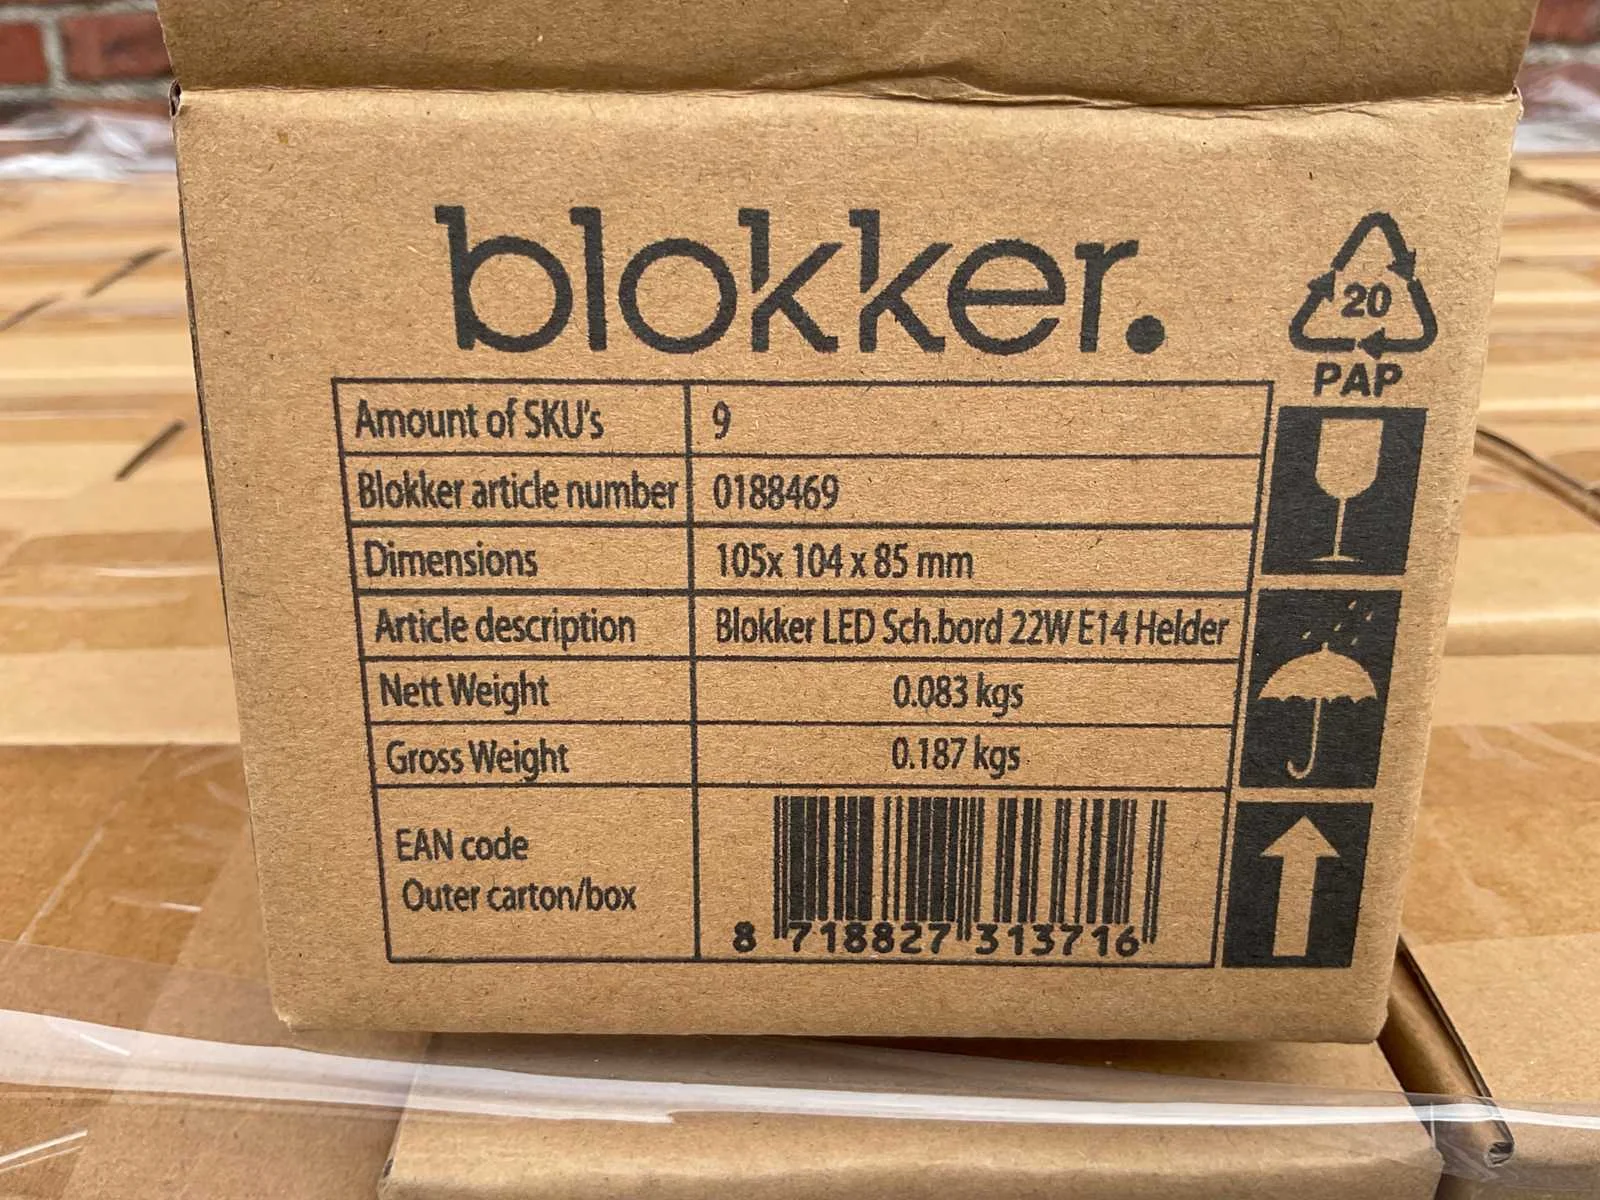 blokker.
20
PAP
Amount of SKU's 9
Blokker article number 0188469
Dimensions 105x 104 x 85 mm
Article description Blokker LED Sch.bord 22W E14 Helder
Nett Weight 0.083 kgs
Gross Weight 0.187 kgs
EAN code
Outer carton/box
8 718827 313716